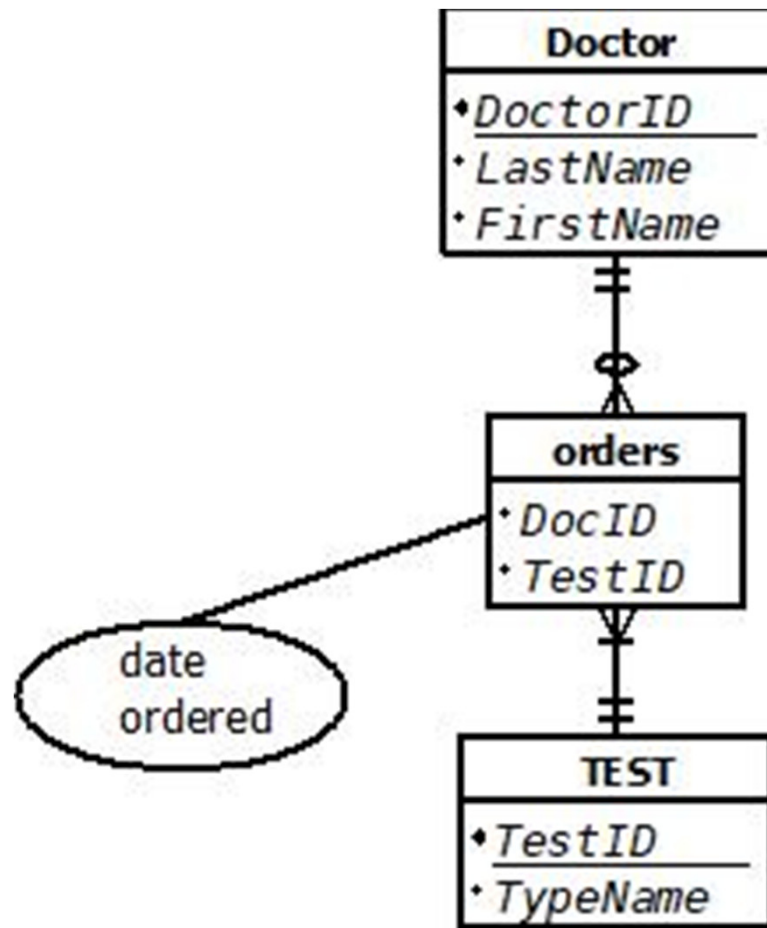 Doctor
DoctorID
LastName
FirstName
orders
DocID
TestID
date
ordered
TEST
TestID
TypeName